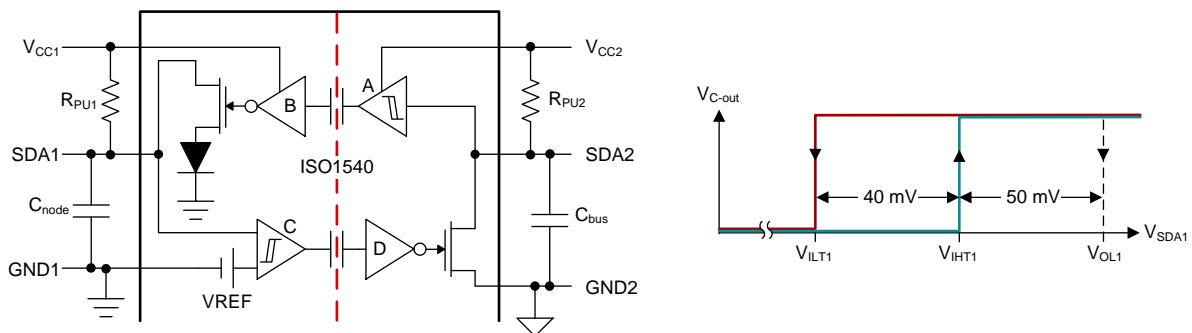 VCC1
A
VCC2
RPU1
B
RPU2
SDA1
ISO1540
SDA2
Cnode
C
D
Cbus
GND1
VREF
GND2
VC-out
40 mV
50 mV
VSDA1
VILT1
VIHT1
VOL1